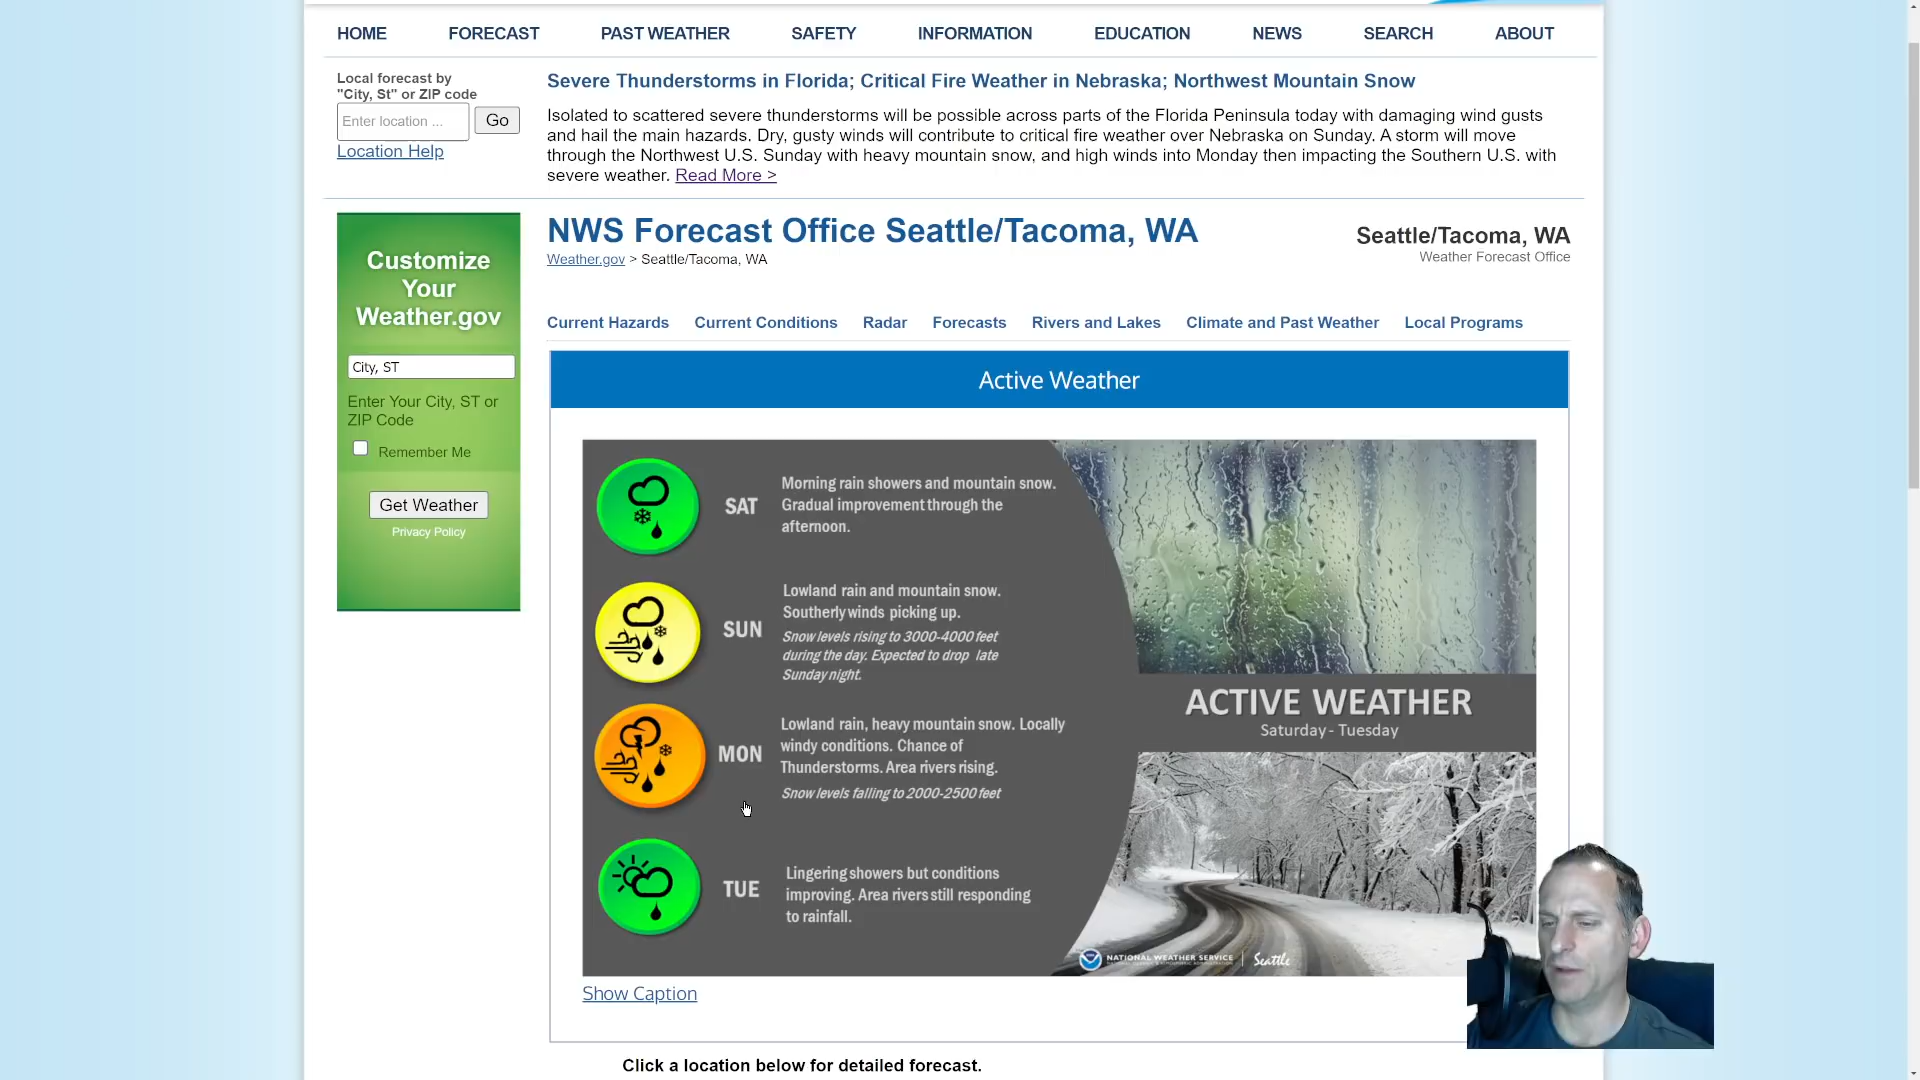 HOME FORECAST PAST WEATHER SAFETY INFORMATION EDUCATION NEWS SEARCH ABOUT
Local forecast by
"City, St" or ZIP code
Enter location ...
Go
Location Help
Severe Thunderstorms in Florida; Critical Fire Weather in Nebraska; Northwest Mountain Snow
Isolated to scattered severe thunderstorms will be possible across parts of the Florida Peninsula today with damaging wind gusts
and hail the main hazards. Dry, gusty winds will contribute to critical fire weather over Nebraska on Sunday. A storm will move
through the Northwest U.S. Sunday with heavy mountain snow, and high winds into Monday then impacting the Southern U.S. with
severe weather. Read More >
Customize
Your
Weather.gov
City, ST
Enter Your City, ST or
ZIP Code
Remember Me
Get Weather
Privacy Policy
NWS Forecast Office Seattle/Tacoma, WA
Weather.gov > Seattle/Tacoma, WA
Seattle/Tacoma, WA
Weather Forecast Office
Current Hazards Current Conditions Radar Forecasts Rivers and Lakes Climate and Past Weather Local Programs
Active Weather
SAT
Morning rain showers and mountain snow.
Gradual improvement through the
afternoon.
SUN
Lowland rain and mountain snow.
Southerly winds picking up.
Snow levels rising to 3000-4000 feet
during the day. Expected to drop late
Sunday night.
MON
Lowland rain, heavy mountain snow. Locally
windy conditions. Chance of
Thunderstorms. Area rivers rising.
Snow levels falling to 2000-2500 feet
TUE
Lingering showers but conditions
improving. Area rivers still responding
to rainfall.
ACTIVE WEATHER
Saturday - Tuesday
NATIONAL WEATHER SERVICE
Seattle
Show Caption
Click a location below for detailed forecast.